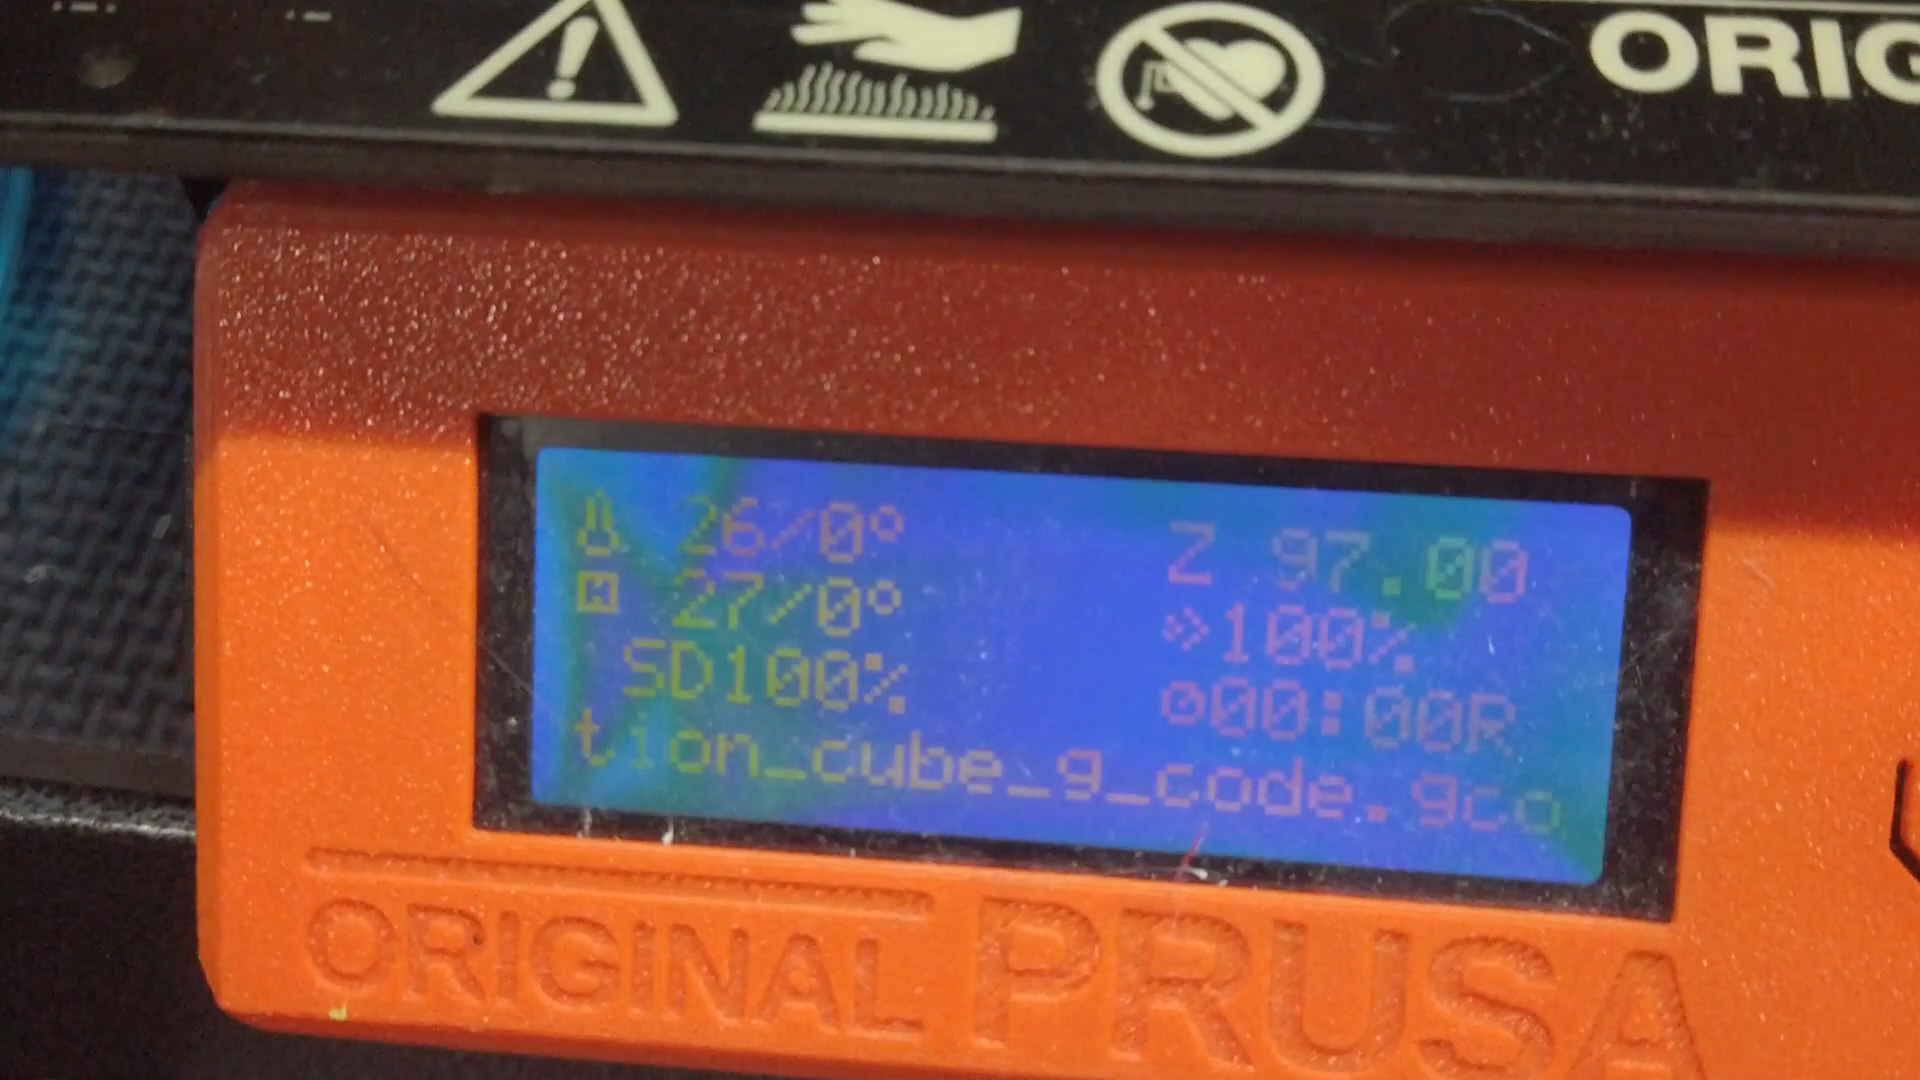 ORIG
26/0° Z 97.00
27/0° 100%
SD100% 00:00R
tion_cube_g_code.gco
ORIGINAL PRUSA